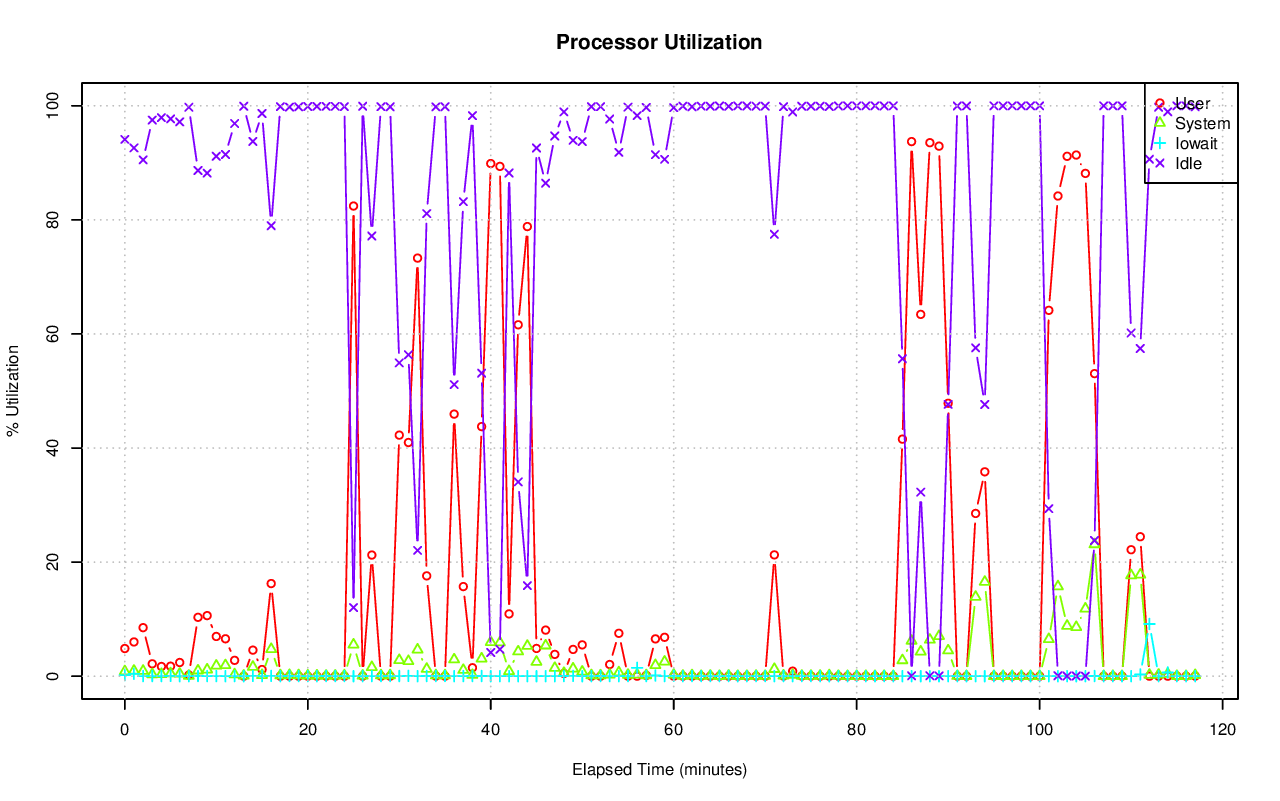 Processor Utilization
% Utilization
100
80
60
40
20
0
User
System
Iowait
Idle
0 20 40 60 80 100 120
Elapsed Time (minutes)